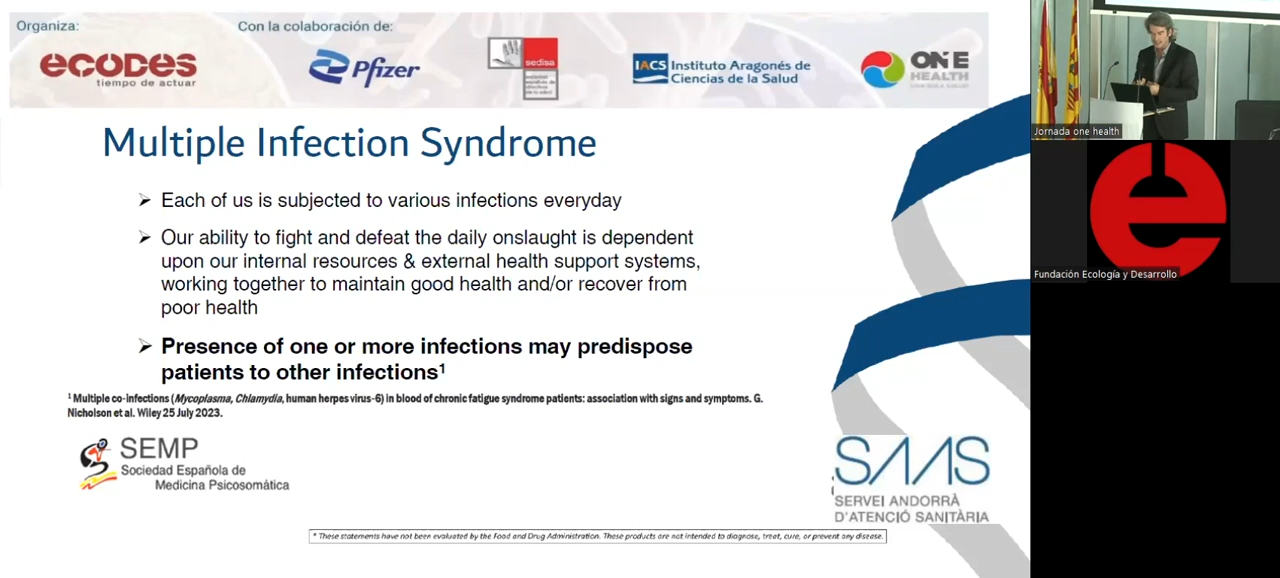 Organiza:
Con la colaboración de:
ecodes
tiempo de actuar
Pfizer
sedisa
IACS Instituto Aragonés de
Ciencias de la Salud
ONE
HEALTH
Jornada one health
Multiple Infection Syndrome
➢ Each of us is subjected to various infections everyday
➢ Our ability to fight and defeat the daily onslaught is dependent
upon our internal resources & external health support systems,
working together to maintain good health and/or recover from
poor health
➢ Presence of one or more infections may predispose
patients to other infections¹
¹ Multiple co-infections (Mycoplasma, Chlamydia, human herpes virus-6) in blood of chronic fatigue syndrome patients: association with signs and symptoms. G.
Nicholson et al. Wiley 25 July 2023.
Fundación Ecología y Desarrollo
SEMP
Sociedad Española de
Medicina Psicosomática
SAAS
SERVEI ANDORRÀ
D'ATENCIÓ SANITÀRIA
* These statements have not been evaluated by the Food and Drug Administration. These products are not intended to diagnose, treat, cure, or prevent any disease.